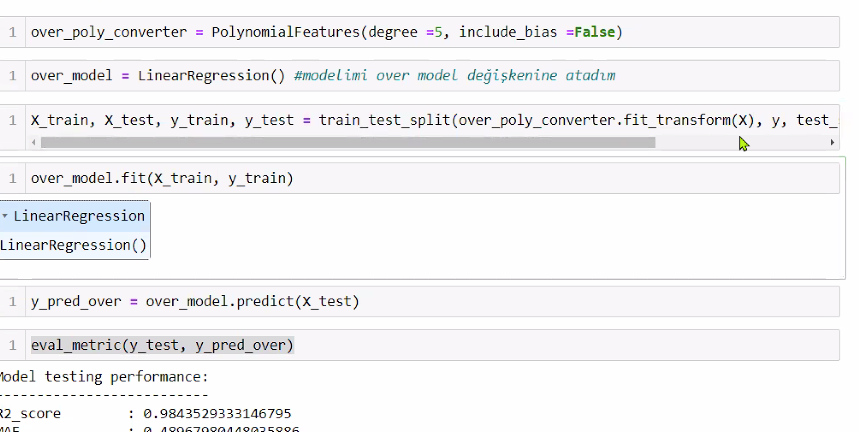 1 over_poly_converter = PolynomialFeatures(degree =5, include_bias =False)
1 over_model = LinearRegression() #modelimi over model değişkenine atadım
1 X_train, X_test, y_train, y_test = train_test_split(over_poly_converter.fit_transform(X), y, test_
1 over_model.fit(X_train, y_train)
LinearRegression
LinearRegression()
1 y_pred_over = over_model.predict(X_test)
1 eval_metric(y_test, y_pred_over)
Model testing performance:
--------------------------
R2_score : 0.9843529333146795
MAE : 0.48967980448035886